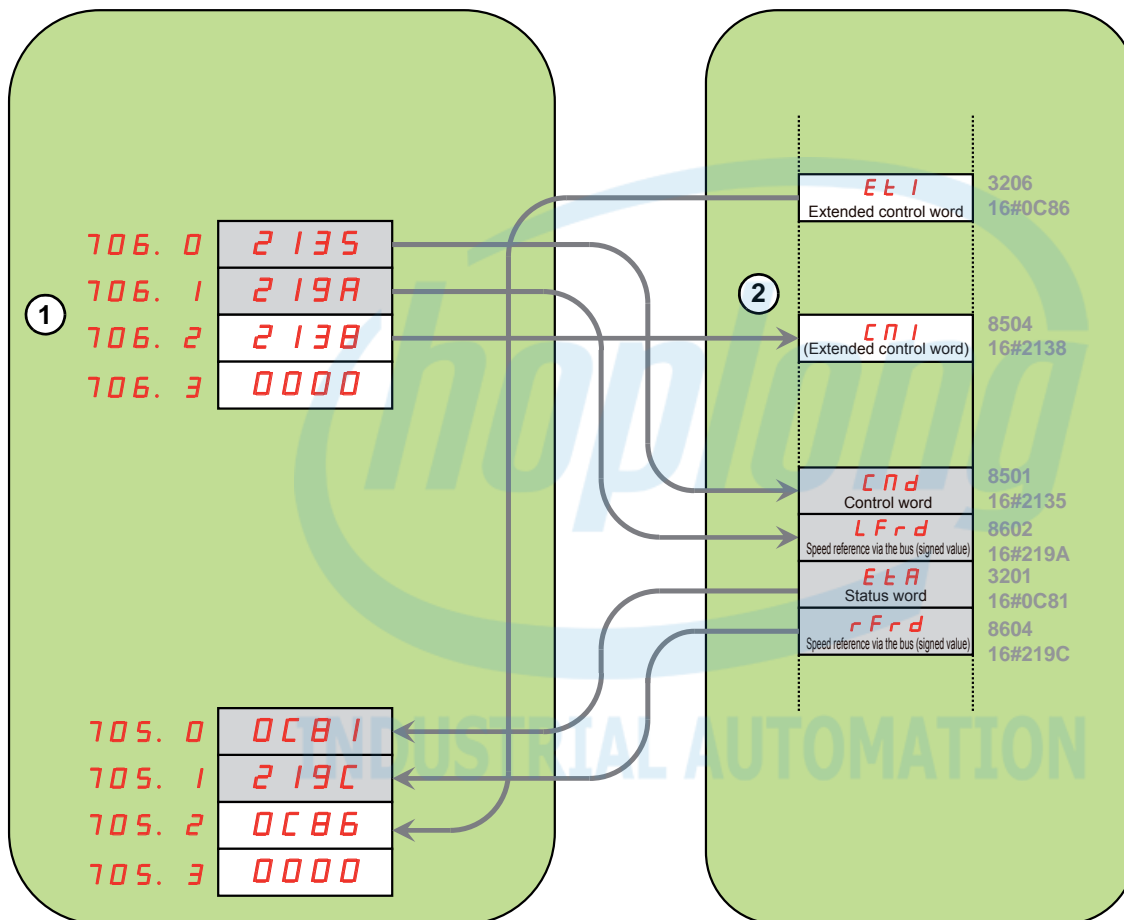 Et1
3206
Extended control word
16#0C86
706. 0 2135
706. 1 219A
1
2
706. 2 2138
CM1
8504
(Extended control word)
16#2138
706. 3 0000
hoplong
CMd
8501
Control word
16#2135
LFrd
8602
Speed reference via the bus (signed value)
16#219A
EtA
3201
Status word
16#0C81
rFrd
8604
Speed reference via the bus (signed value)
16#219C
705. 0 0C81
INDUSTRIAL AUTOMATION
705. 1 219C
705. 2 0C86
705. 3 0000